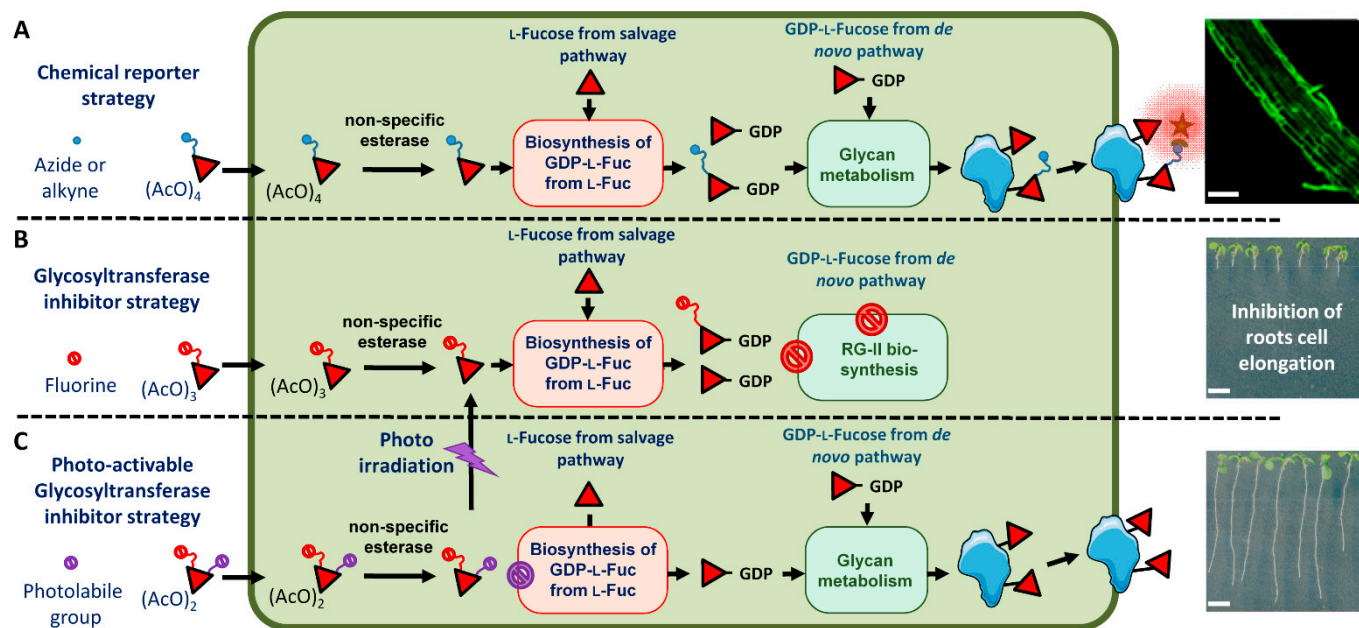 A
Chemical reporter
strategy
Azide or
alkyne
(AcO)4
(AcO)4
non-specific
esterase
L-Fucose from salvage
pathway
Biosynthesis of
GDP-L-Fuc
from L-Fuc
GDP
GDP
GDP-L-Fucose from de
novo pathway
GDP
Glycan
metabolism
B
Glycosyltransferase
inhibitor strategy
Fluorine
(AcO)3
(AcO)3
non-specific
esterase
L-Fucose from salvage
pathway
Biosynthesis of
GDP-L-Fuc
from L-Fuc
GDP
GDP
GDP-L-Fucose from de
novo pathway
RG-II bio-
synthesis
Inhibition of
roots cell
elongation
C
Photo-activable
Glycosyltransferase
inhibitor strategy
Photolabile
group
(AcO)2
(AcO)2
Photo
irradiation
non-specific
esterase
L-Fucose from salvage
pathway
Biosynthesis of
GDP-L-Fuc
from L-Fuc
GDP
GDP-L-Fucose from de
novo pathway
GDP
Glycan
metabolism